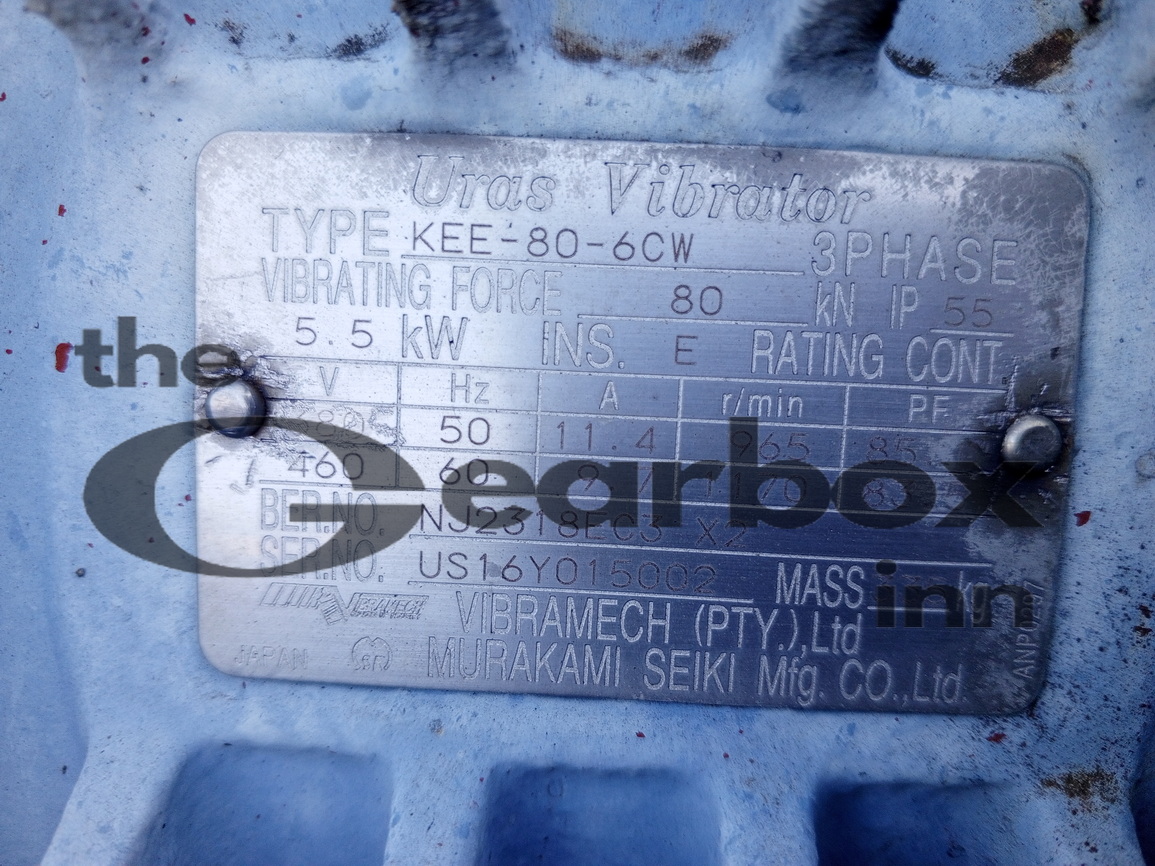 Uras Vibrator
TYPE KEE-80-6CW 3PHASE
VIBRATING FORCE 80 kN IP 55
5.5 kW INS. E RATING CONT.
the
V Hz A r/min P.F.
50 11.4 965 85
460 60
Gearbox
BER.NO. NJ2318EC3 X2
SER.NO. US16Y015002 MASS kg
inn
VIBRAMECH (PTY.),Ltd
JAPAN MURAKAMI SEIKI Mfg. CO.,Ltd.